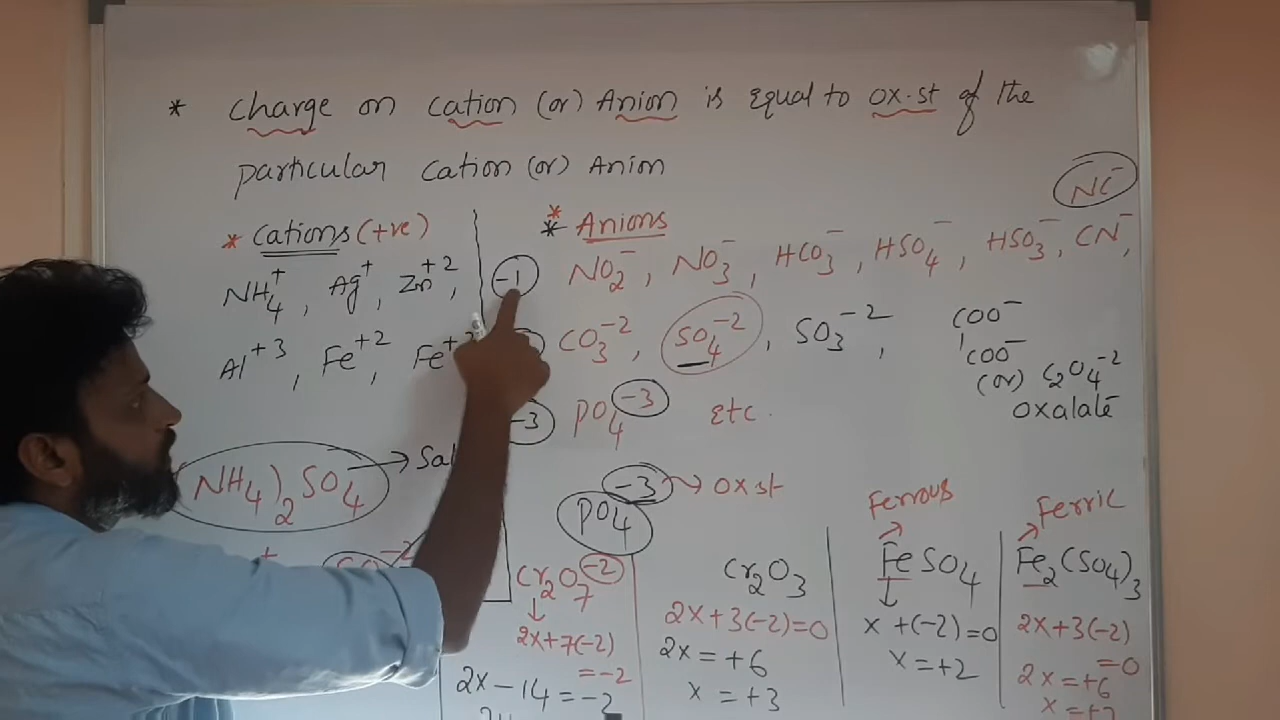 * Charge on cation (or) Anion is equal to ox.st of the
particular cation (or) Anion
NC⁻
* Cations (+ve)
NH₄⁺, Ag⁺, Zn⁺²,
Al⁺³, Fe⁺²,
* Anions
-1 NO₂⁻, NO₃⁻, HCO₃⁻, HSO₄⁻, HSO₃⁻, CN⁻,
CO₃⁻², SO₄⁻², SO₃⁻²,
COO⁻
COO⁻
(or) C₂O₄⁻²
oxalate
-3 PO₄⁻³ Etc.
NH₄)₂SO₄ →
PO₄⁻³ → ox st
Cr₂O₇⁻²
2x+7(-2)
=-2
2x-14=-2
Cr₂O₃
2x+3(-2)=0
2x=+6
x=+3
Ferrous
FeSO₄
x+(-2)=0
x=+2
Ferric
Fe₂(SO₄)₃
2x+3(-2)
=0
2x=+6